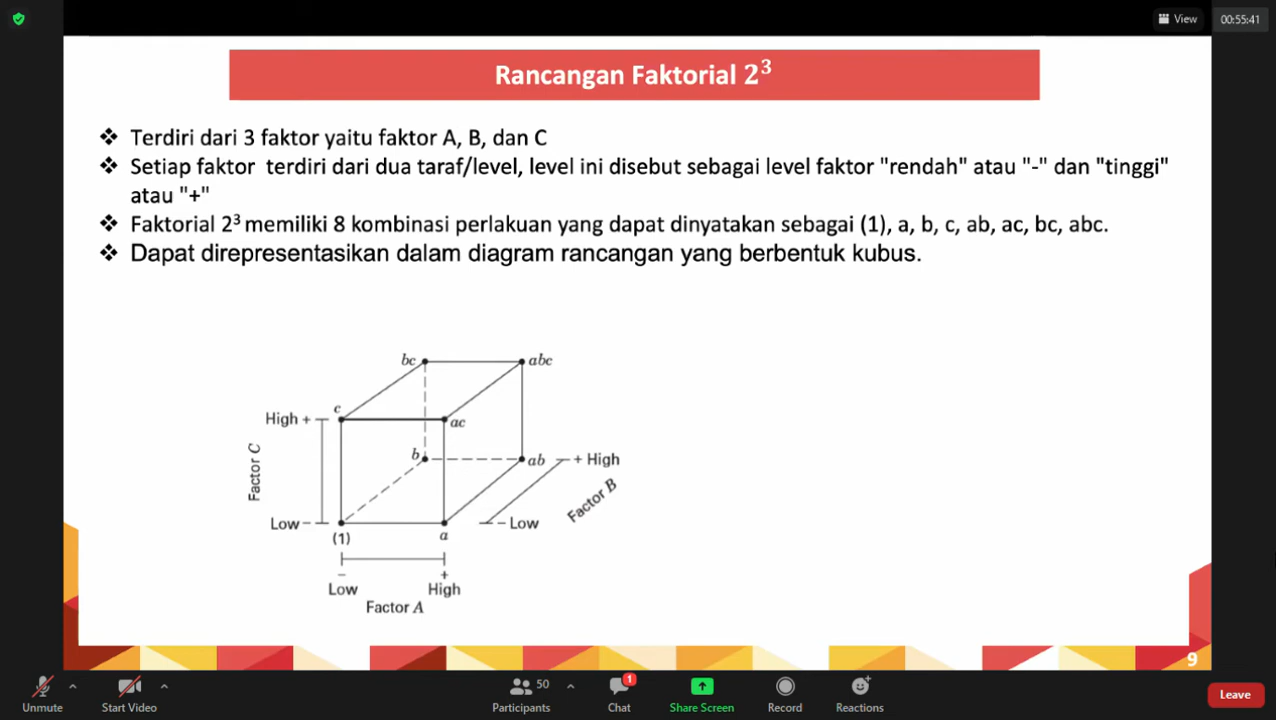 View
00:55:41
Rancangan Faktorial 2³
❖ Terdiri dari 3 faktor yaitu faktor A, B, dan C
❖ Setiap faktor terdiri dari dua taraf/level, level ini disebut sebagai level faktor "rendah" atau "-" dan "tinggi"
atau "+"
❖ Faktorial 2³ memiliki 8 kombinasi perlakuan yang dapat dinyatakan sebagai (1), a, b, c, ab, ac, bc, abc.
❖ Dapat direpresentasikan dalam diagram rancangan yang berbentuk kubus.
bc abc
c
High + ac
b ab + High
Factor C
Factor B
Low − − Low
(1) a
− +
Low High
Factor A
9
50 1
Unmute Start Video Participants Chat Share Screen Record Reactions Leave